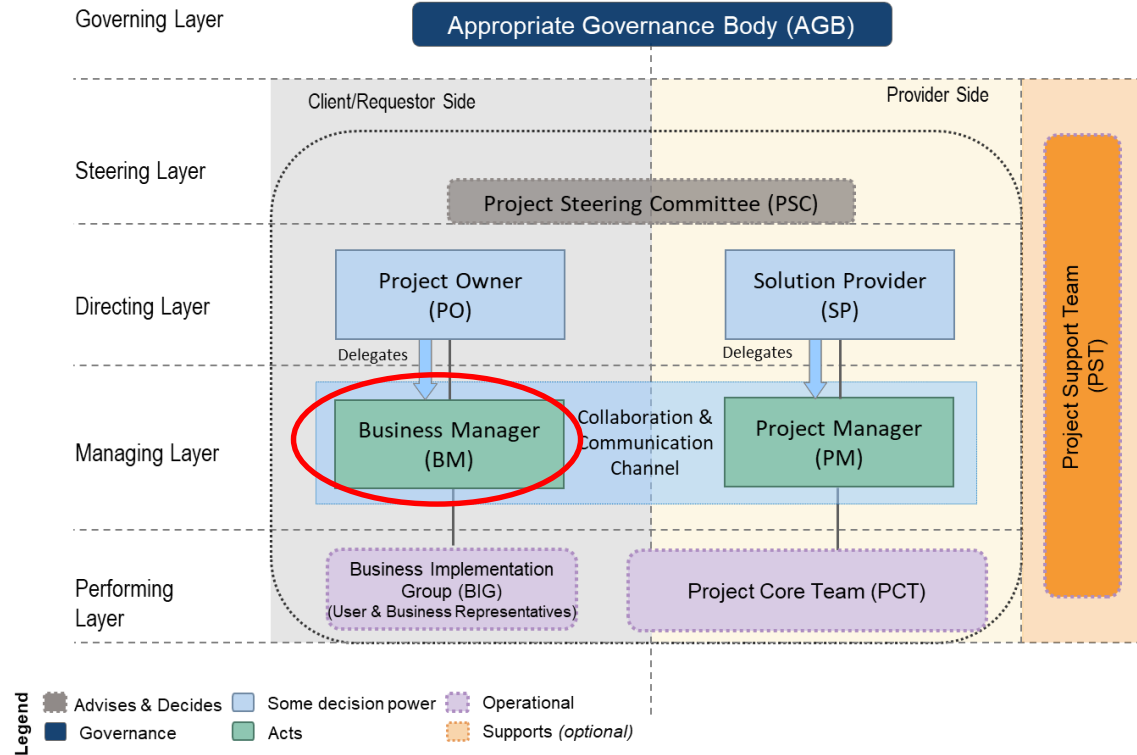 Governing Layer
Appropriate Governance Body (AGB)
Client/Requestor Side
Provider Side
Steering Layer
Project Steering Committee (PSC)
Directing Layer
Project Owner
(PO)
Solution Provider
(SP)
Delegates
Delegates
Managing Layer
Business Manager
(BM)
Collaboration &
Communication
Channel
Project Manager
(PM)
Performing
Layer
Business Implementation
Group (BIG)
(User & Business Representatives)
Project Core Team (PCT)
Project Support Team
(PST)
Legend
Advises & Decides
Some decision power
Operational
Governance
Acts
Supports (optional)